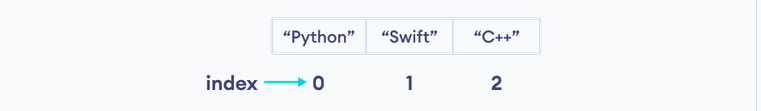 “Python” “Swift” “C++”
index 0 1 2